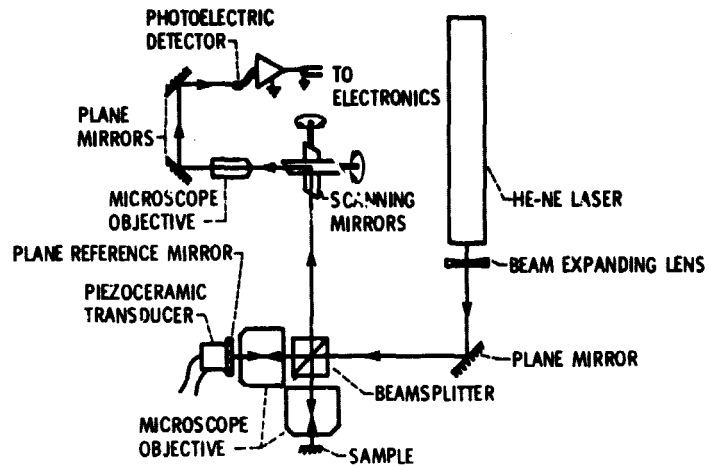 PHOTOELECTRIC
DETECTOR
TO
ELECTRONICS
PLANE
MIRRORS
MICROSCOPE
OBJECTIVE
SCANNING
MIRRORS
HE-NE LASER
PLANE REFERENCE MIRROR
BEAM EXPANDING LENS
PIEZOCERAMIC
TRANSDUCER
PLANE MIRROR
BEAMSPLITTER
MICROSCOPE
OBJECTIVE
SAMPLE